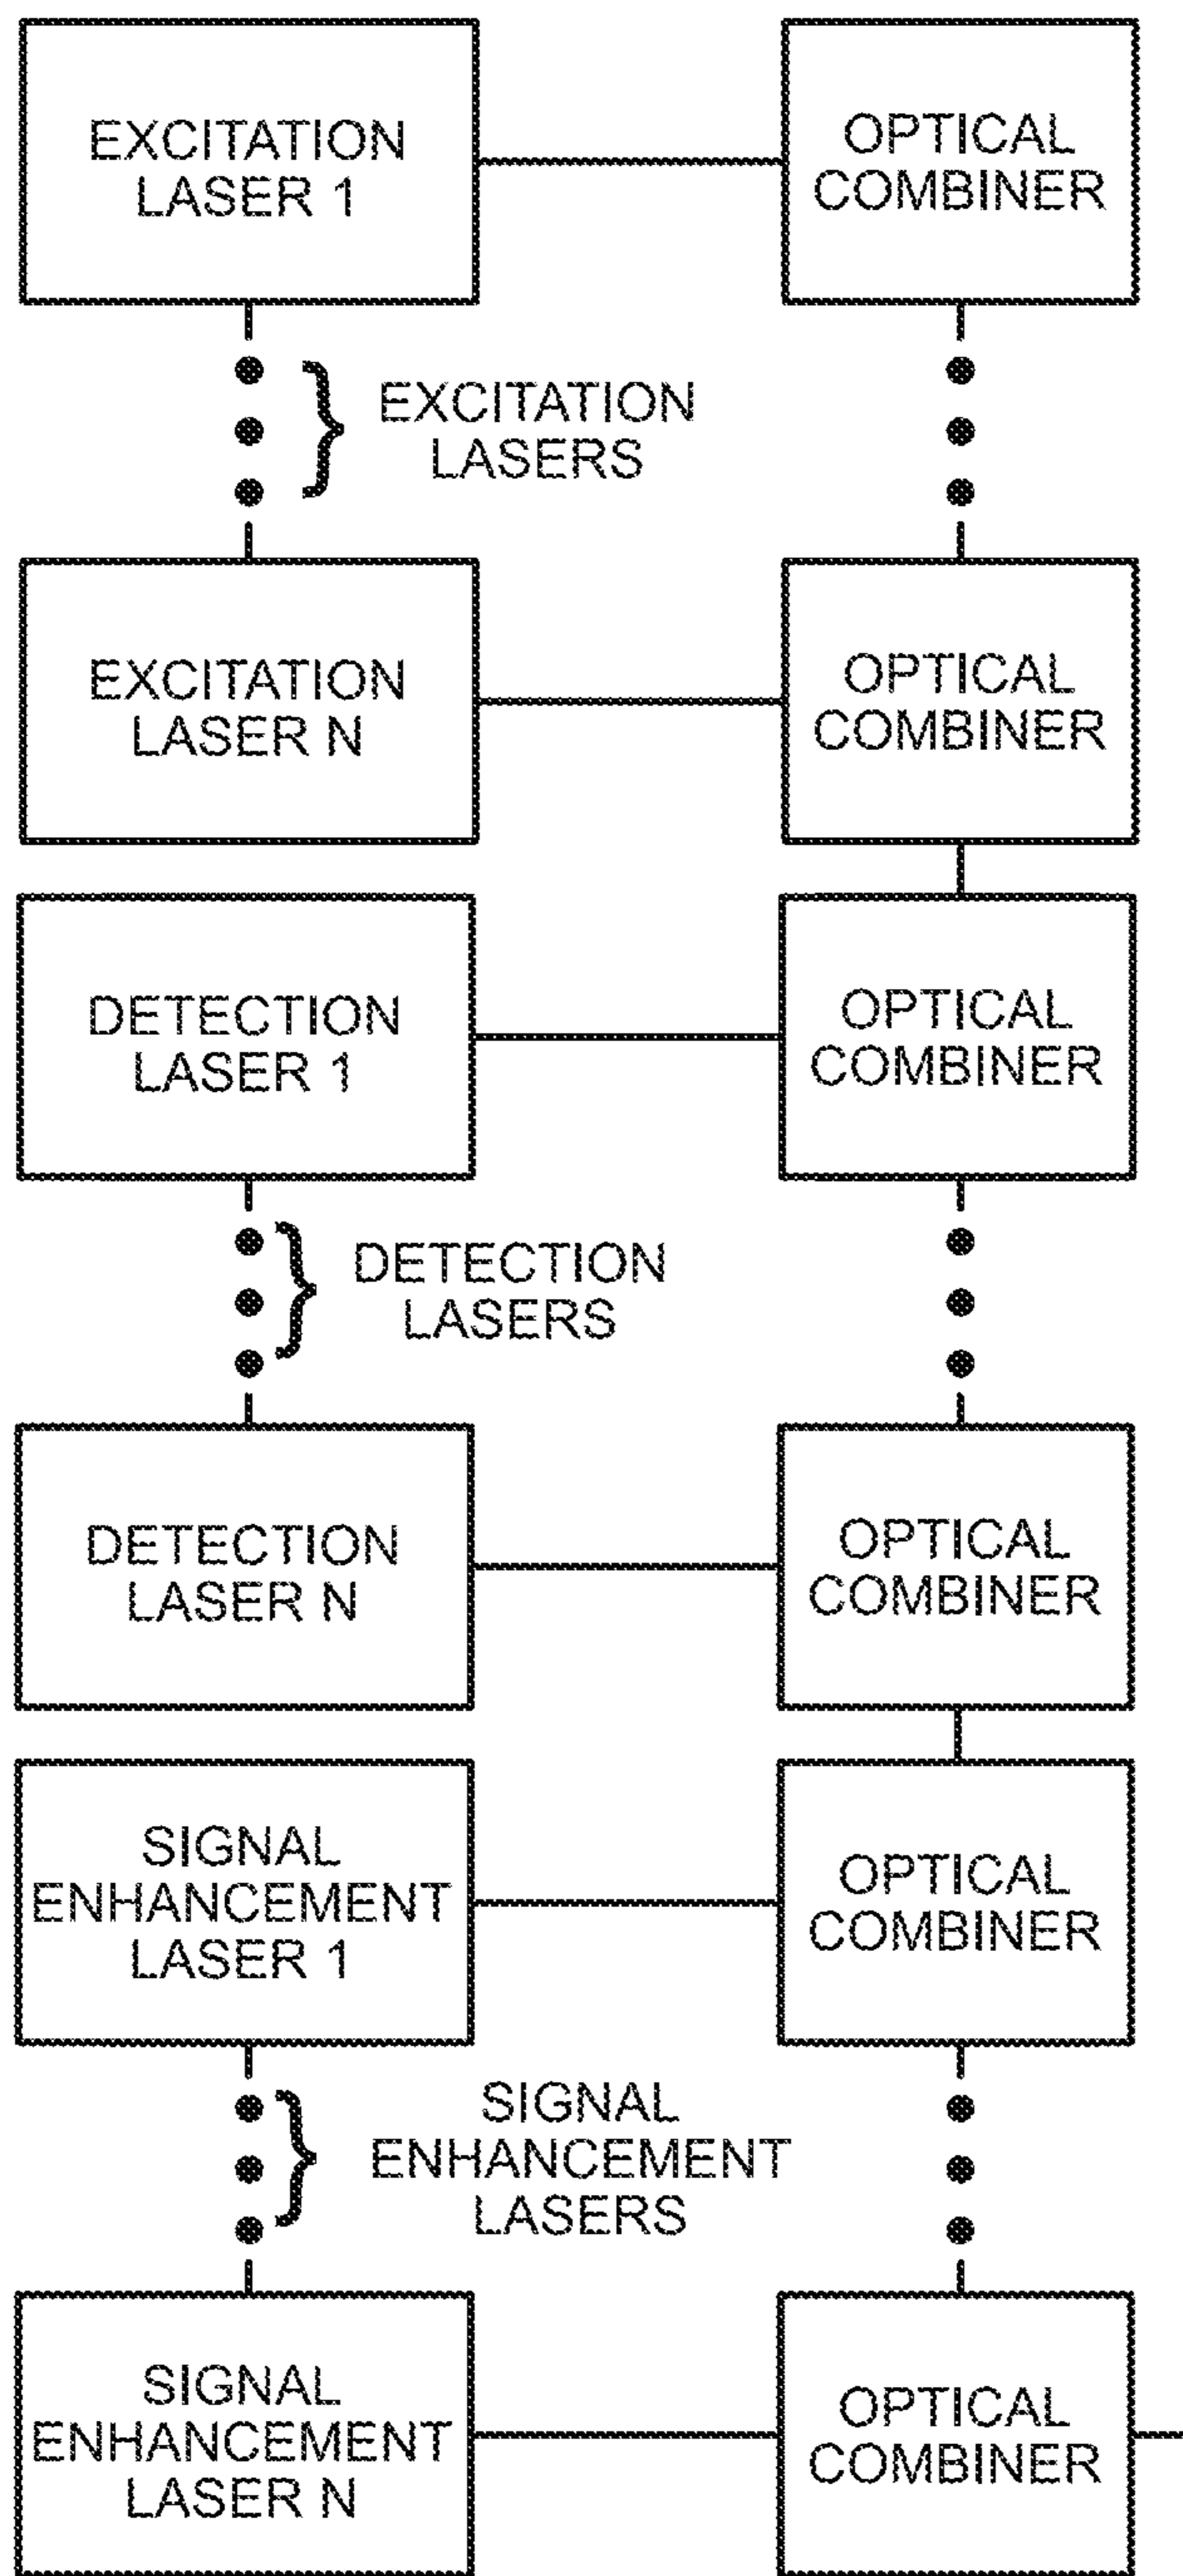 EXCITATION
LASER 1
OPTICAL
COMBINER
EXCITATION
LASERS
EXCITATION
LASER N
OPTICAL
COMBINER
DETECTION
LASER 1
OPTICAL
COMBINER
DETECTION
LASERS
DETECTION
LASER N
OPTICAL
COMBINER
SIGNAL
ENHANCEMENT
LASER 1
OPTICAL
COMBINER
SIGNAL
ENHANCEMENT
LASERS
SIGNAL
ENHANCEMENT
LASER N
OPTICAL
COMBINER